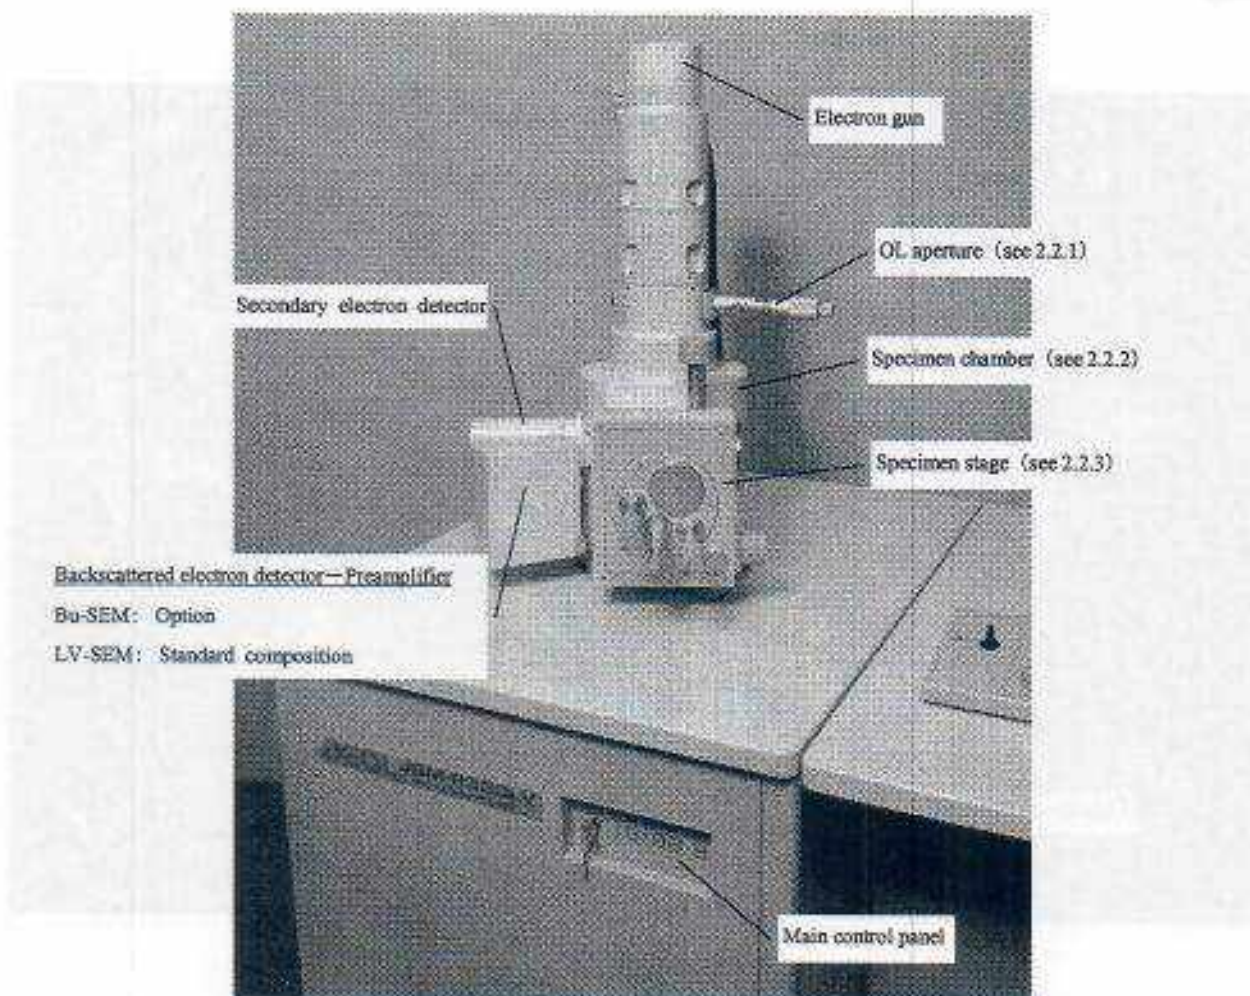 Electron gun
OL aperture (see 2.2.1)
Secondary electron detector
Specimen chamber (see 2.2.2)
Specimen stage (see 2.2.3)
Backscattered electron detector—Preamplifier
Bu-SEM: Option
LV-SEM: Standard composition
Main control panel